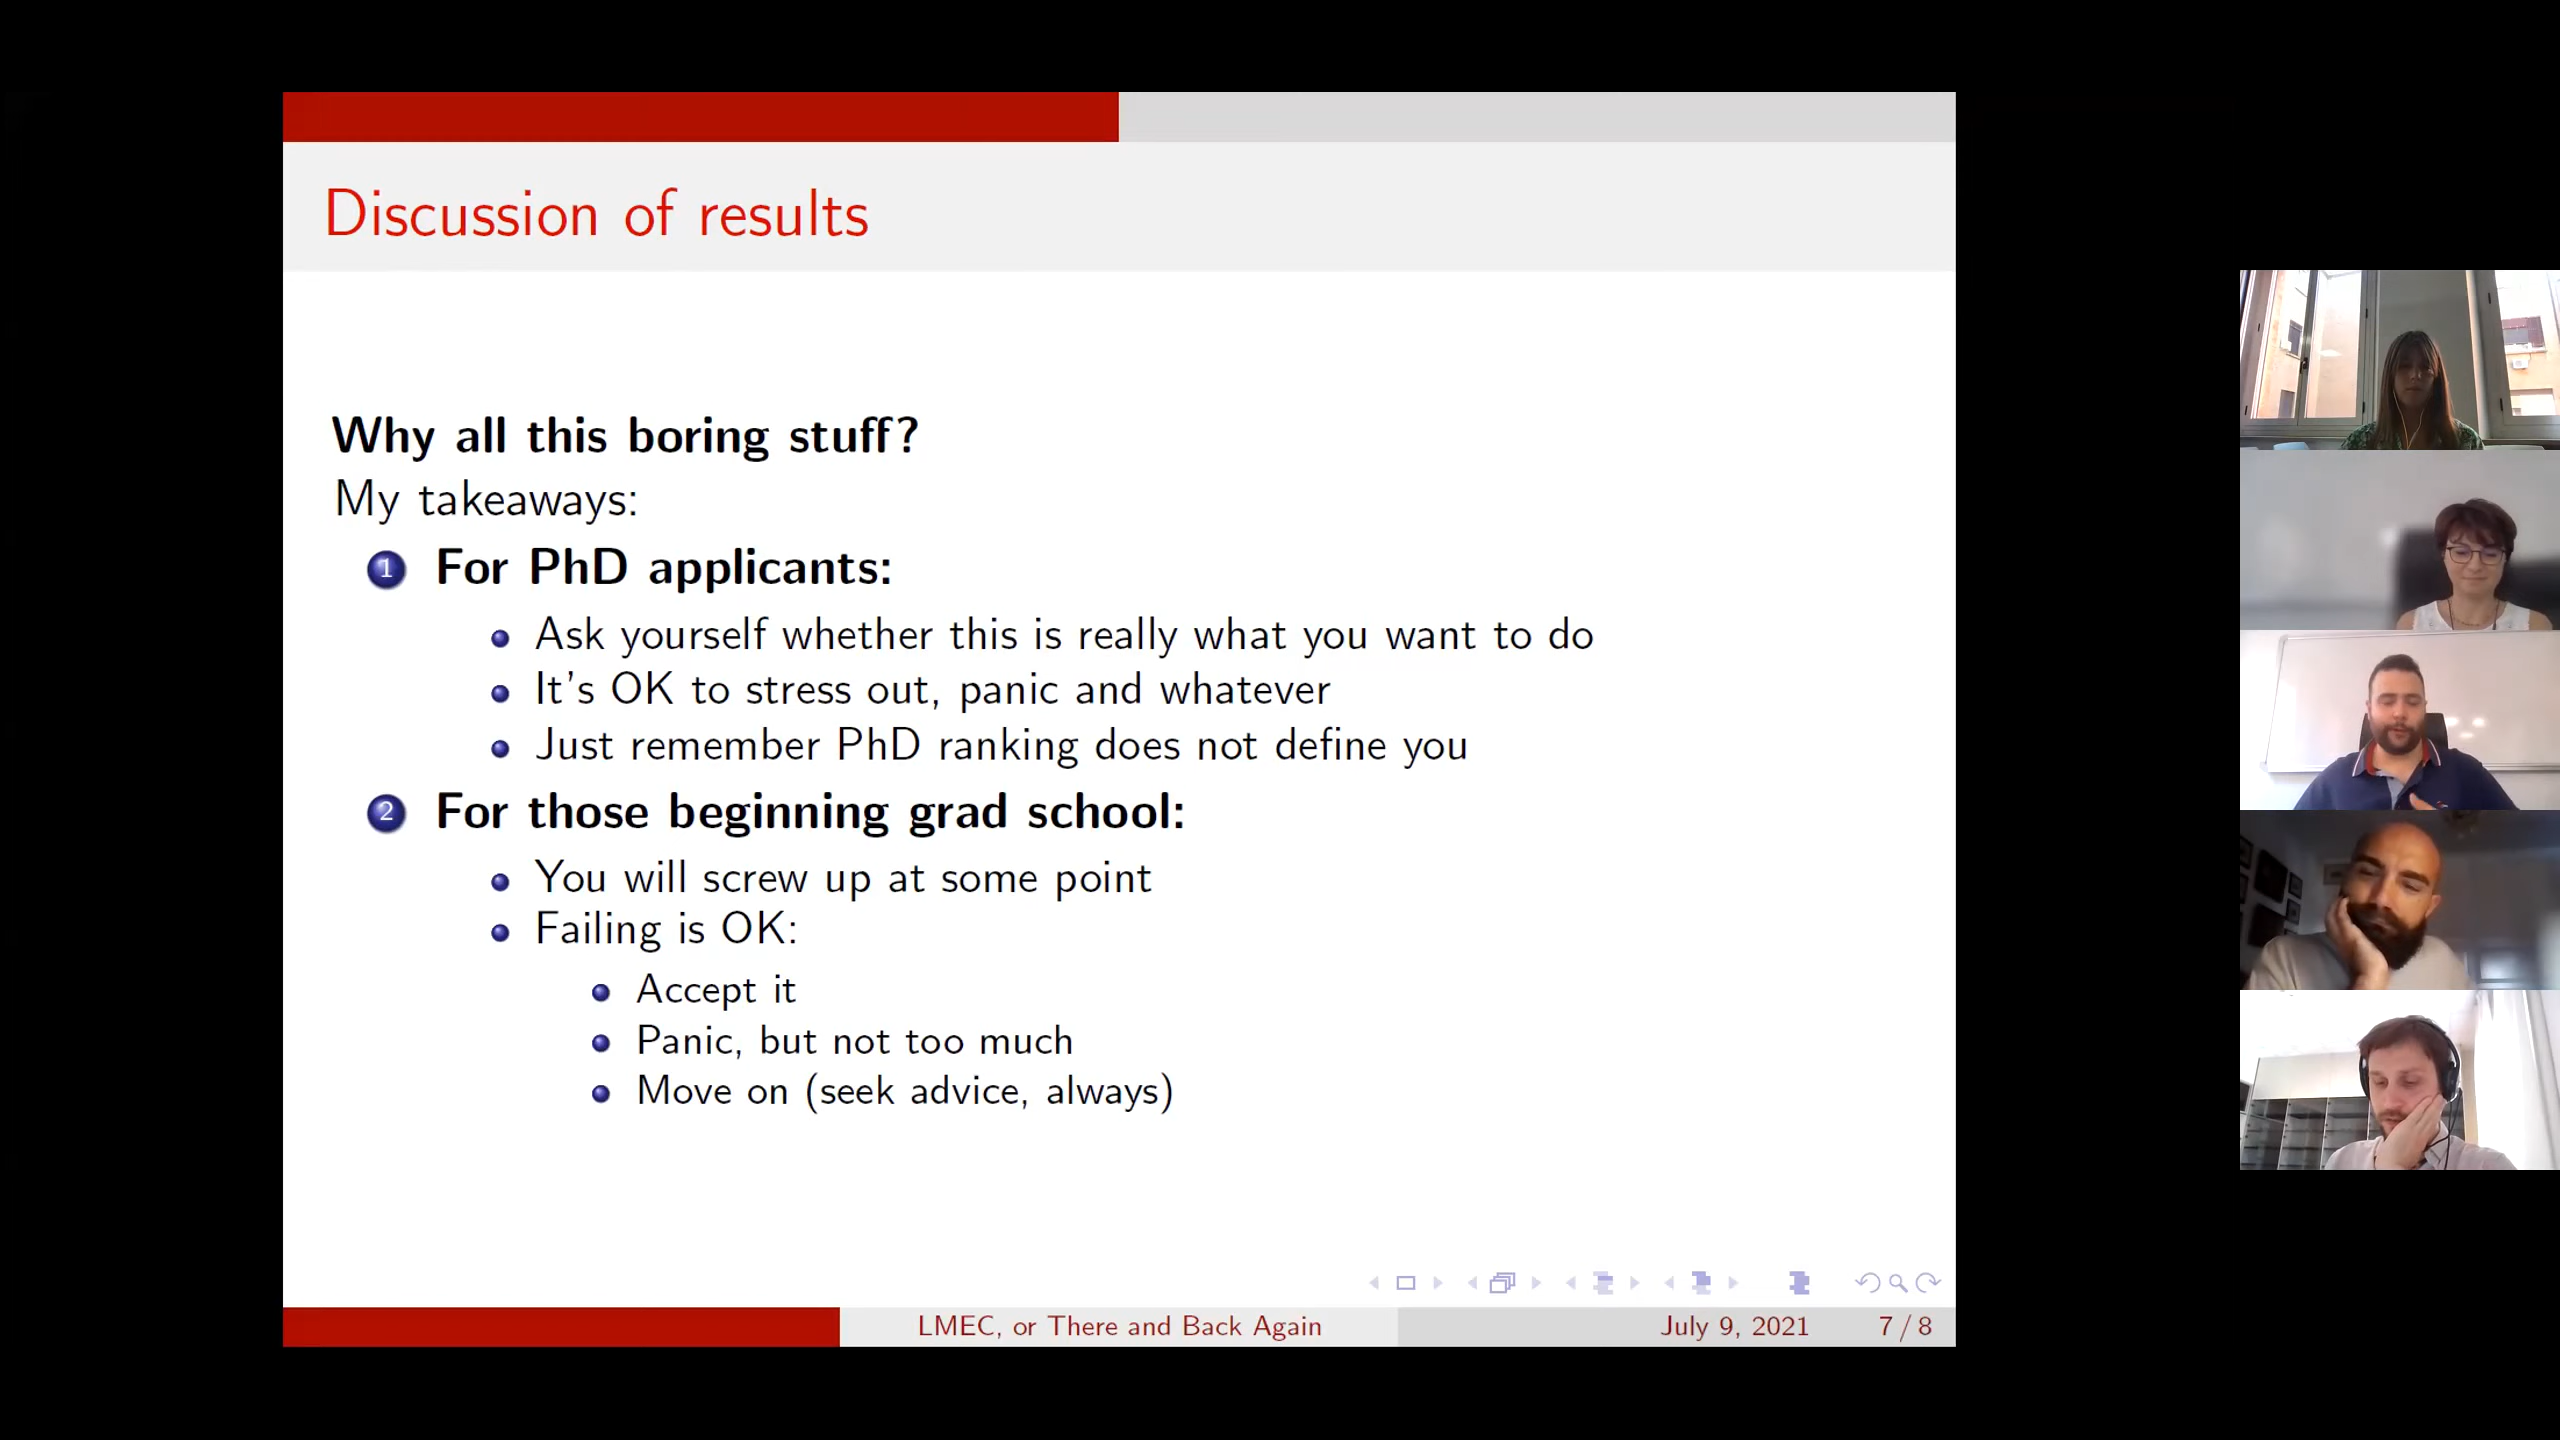 Discussion of results
Why all this boring stuff?
My takeaways:
1 For PhD applicants:
Ask yourself whether this is really what you want to do
It's OK to stress out, panic and whatever
Just remember PhD ranking does not define you
2 For those beginning grad school:
You will screw up at some point
Failing is OK:
Accept it
Panic, but not too much
Move on (seek advice, always)
LMEC, or There and Back Again July 9, 2021 7 / 8